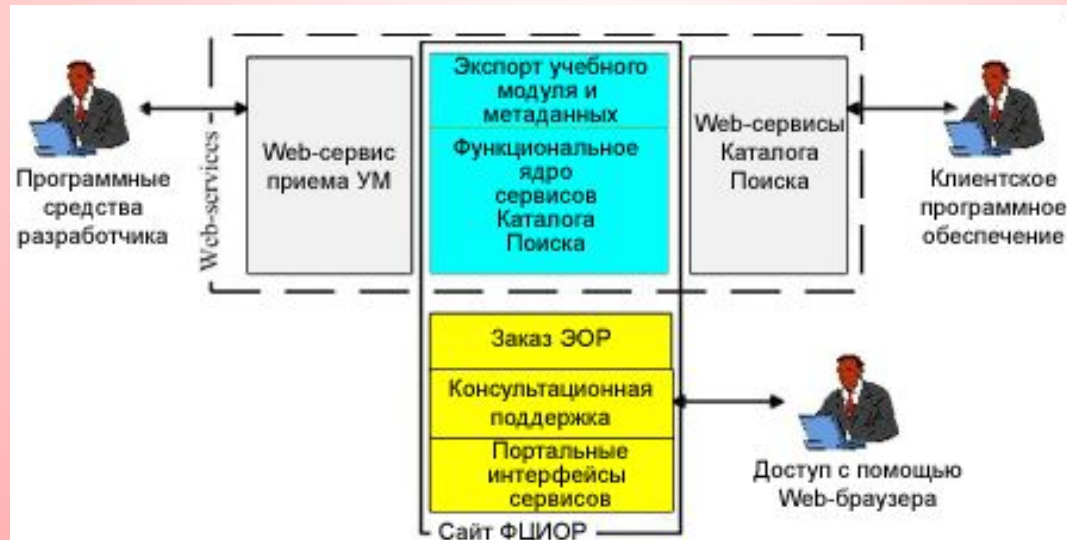 Программные
средства
разработчика
Web-services
Web-сервис
приема УМ
Экспорт учебного
модуля и
метаданных
Функциональное
ядро
сервисов
Каталога
Поиска
Web-сервисы
Каталога
Поиска
Клиентское
программное
обеспечение
Заказ ЭОР
Консультационная
поддержка
Портальные
интерфейсы
сервисов
Доступ с помощью
Web-браузера
Сайт ФЦИОР